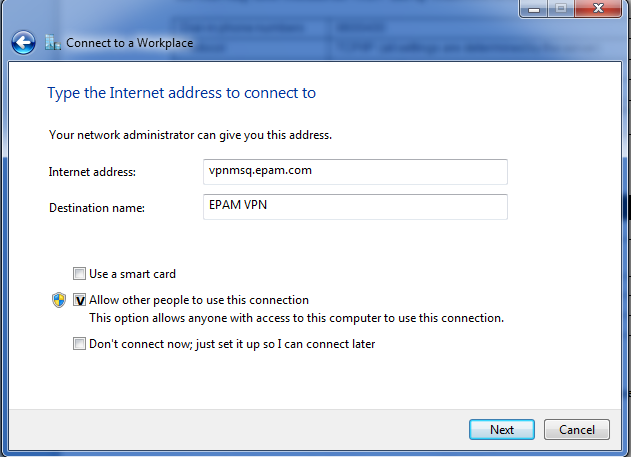 Connect to a Workplace
Type the Internet address to connect to
Your network administrator can give you this address.
Internet address:
vpnmsq.epam.com
Destination name:
EPAM VPN
Use a smart card
V Allow other people to use this connection
This option allows anyone with access to this computer to use this connection.
Don't connect now; just set it up so I can connect later
Next
Cancel